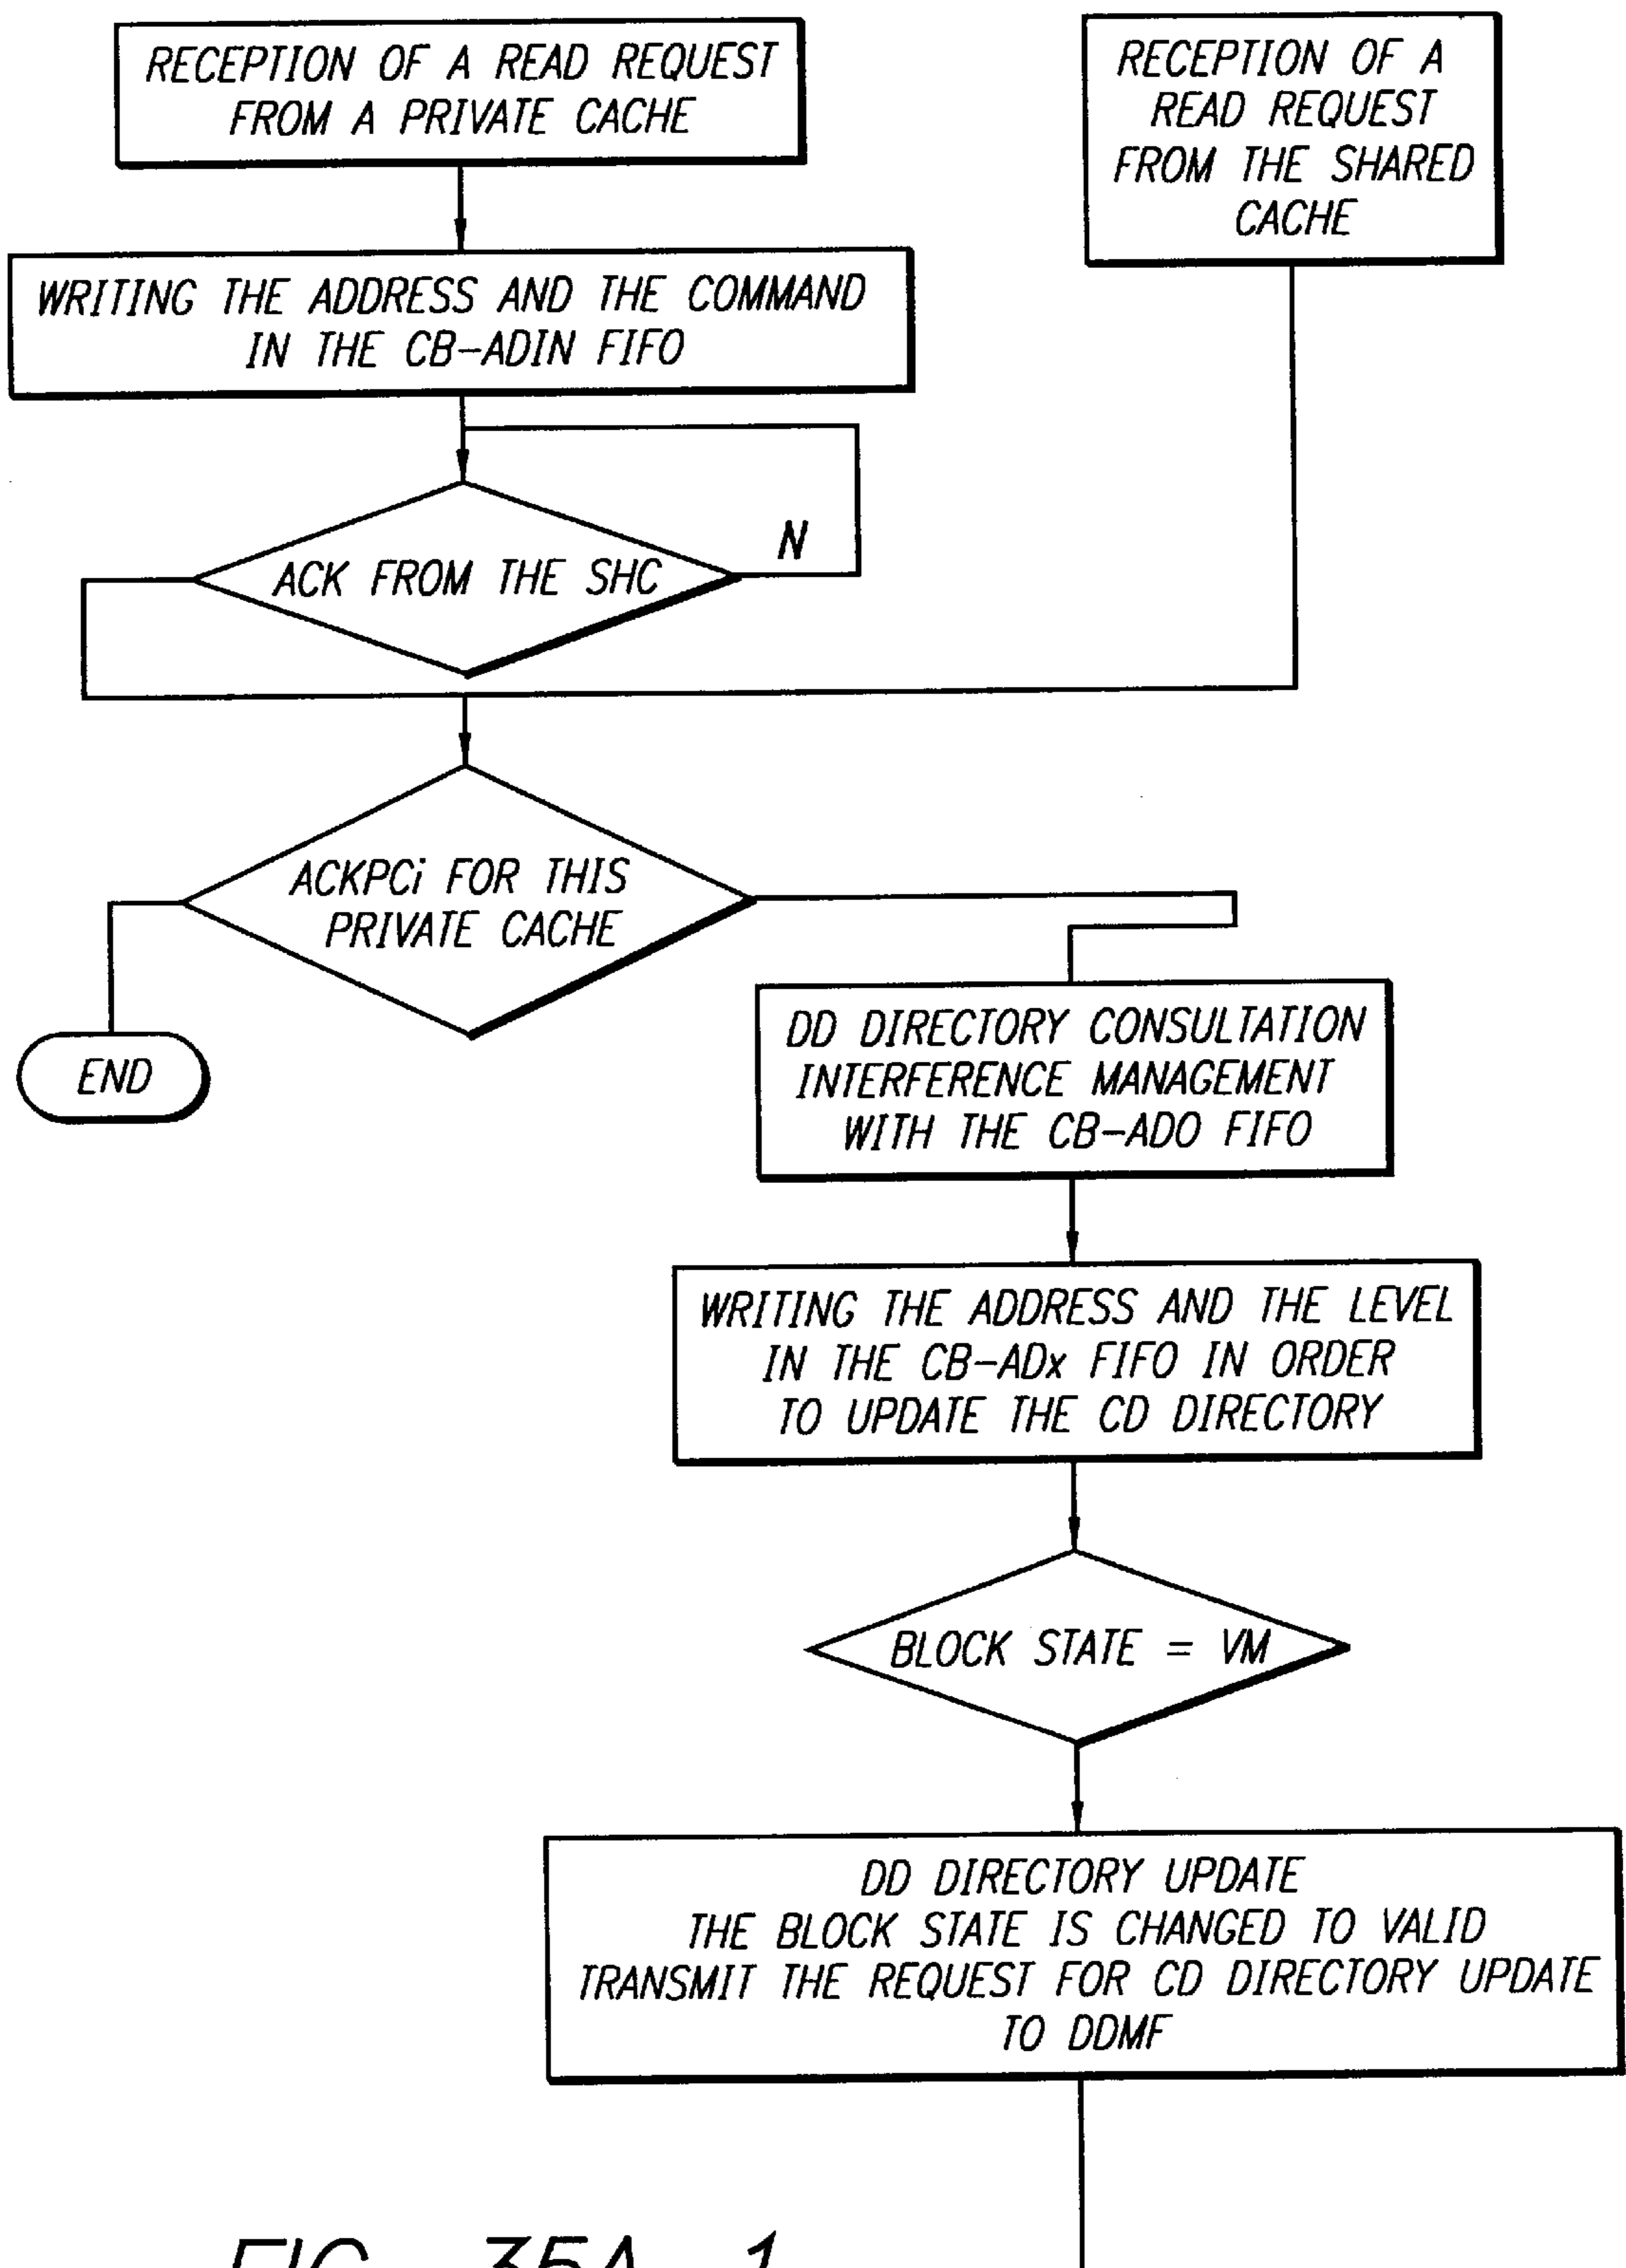 RECEPTION OF A READ REQUEST
FROM A PRIVATE CACHE
RECEPTION OF A
READ REQUEST
FROM THE SHARED
CACHE
WRITING THE ADDRESS AND THE COMMAND
IN THE CB-ADIN FIFO
N
ACK FROM THE SHC
ACKPCi FOR THIS
PRIVATE CACHE
END
DD DIRECTORY CONSULTATION
INTERFERENCE MANAGEMENT
WITH THE CB-ADO FIFO
WRITING THE ADDRESS AND THE LEVEL
IN THE CB-ADx FIFO IN ORDER
TO UPDATE THE CD DIRECTORY
BLOCK STATE = VM
DD DIRECTORY UPDATE
THE BLOCK STATE IS CHANGED TO VALID
TRANSMIT THE REQUEST FOR CD DIRECTORY UPDATE
TO DDMF
FIG. 35A_1